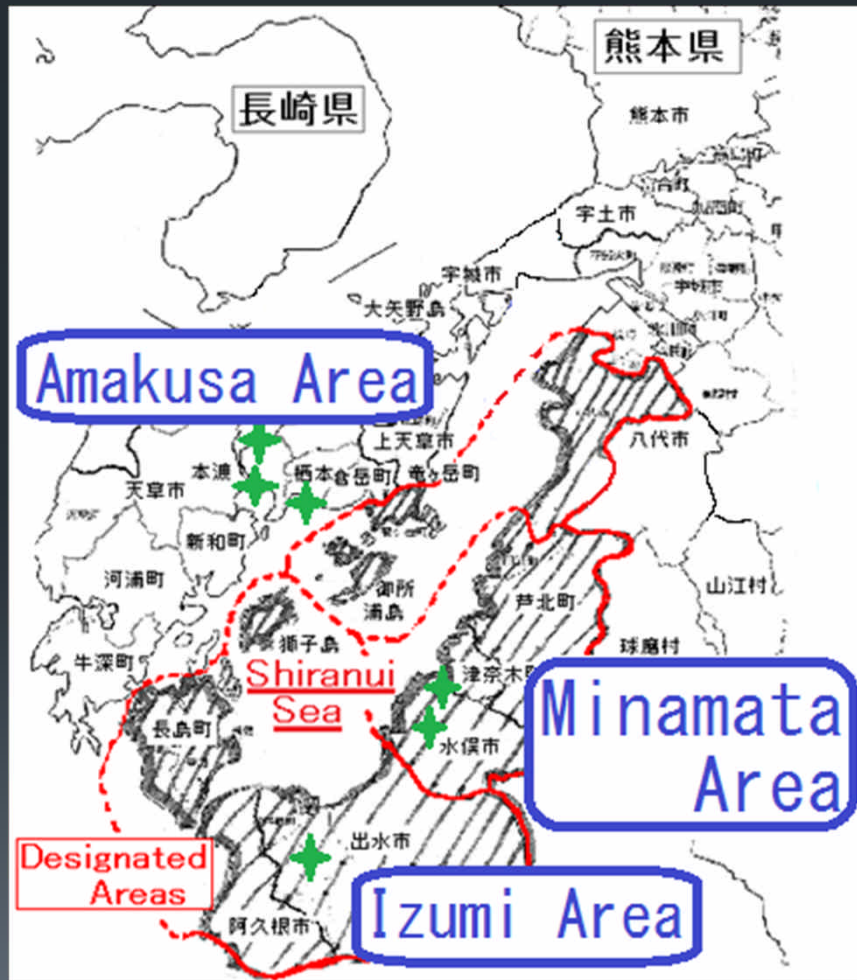 熊本県
長崎県
熊本市
宇土市
宇城市
宇城市
大矢野島
Amakusa Area
上天草市
八代市
本渡
栖本
倉岳町
竜ヶ岳町
天草市
新和町
河浦町
御所
浦島
芦北町
山江村
牛深町
獅子島
球磨村
Shiranui
Sea
津奈木町
Minamata
Area
長島町
水俣市
出水市
Designated
Areas
阿久根市
Izumi Area